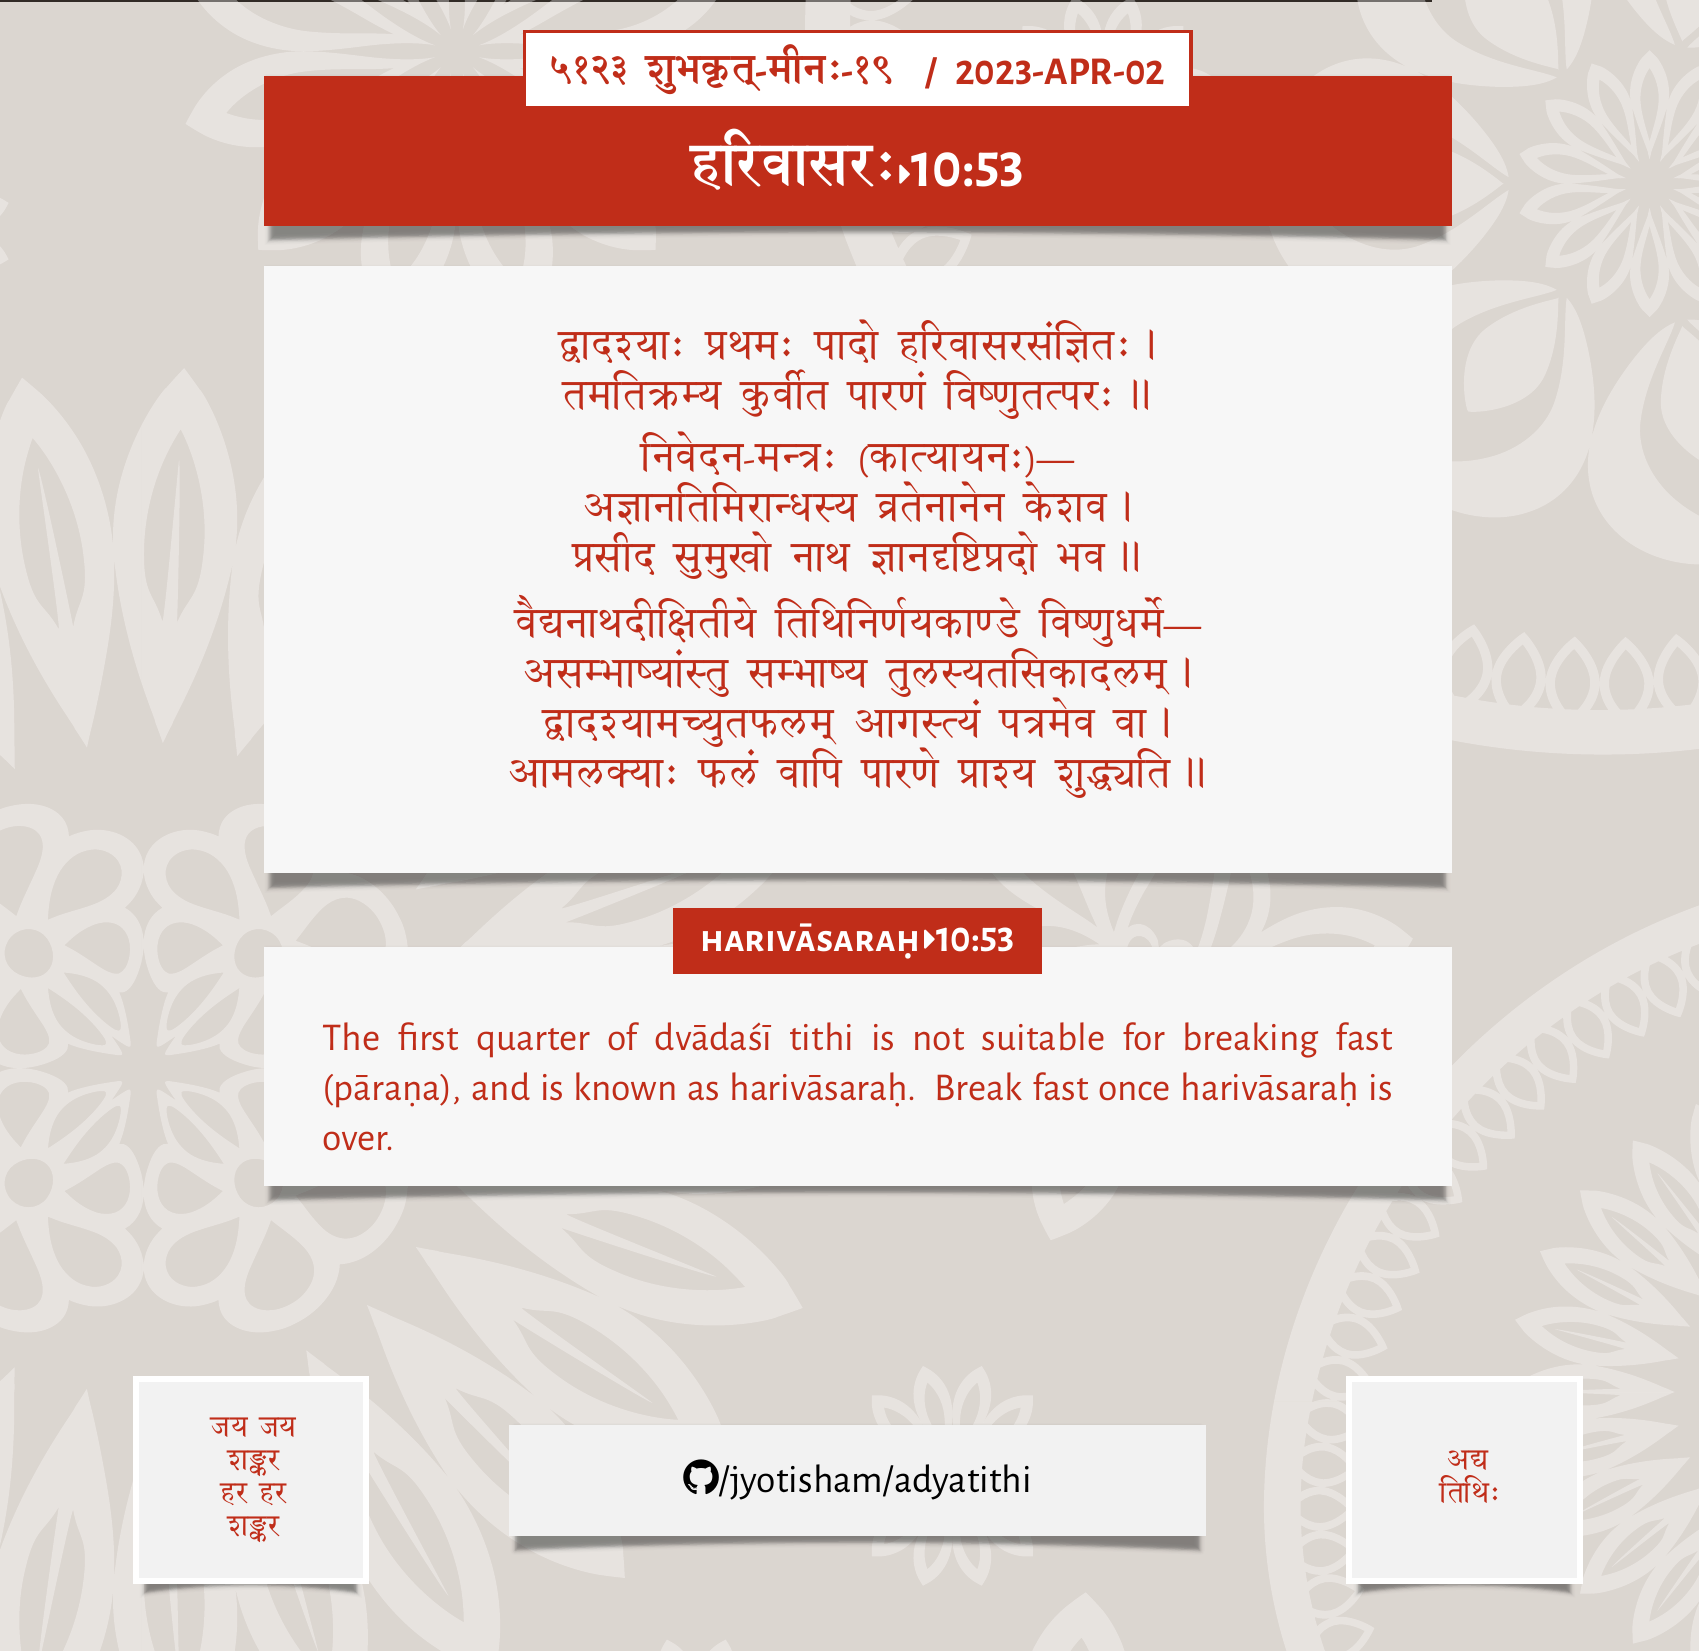 ५१२३ शुभकृत्-मीनः-१९ / 2023-APR-02
हरिवासरः▸10:53
द्वादश्याः प्रथमः पादो हरिवासरसंज्ञितः।
तमतिक्रम्य कुर्वीत पारणं विष्णुतत्परः॥
निवेदन-मन्त्रः (कात्यायनः)—
अज्ञानतिमिरान्धस्य व्रतेनानेन केशव।
प्रसीद सुमुखो नाथ ज्ञानदृष्टिप्रदो भव॥
वैद्यनाथदीक्षितीये तिथिनिर्णयकाण्डे विष्णुधर्मे—
असम्भाष्यांस्तु सम्भाष्य तुलस्यतसिकादलम्।
द्वादश्यामच्युतफलम् आगस्त्यं पत्रमेव वा।
आमलक्याः फलं वापि पारणे प्राश्य शुद्ध्यति॥
HARIVĀSARAḤ▸10:53
The first quarter of dvādaśī tithi is not suitable for breaking fast
(pāraṇa), and is known as harivāsaraḥ. Break fast once harivāsaraḥ is
over.
जय जय
शङ्कर
हर हर
शङ्कर
/jyotisham/adyatithi
अद्य
तिथिः